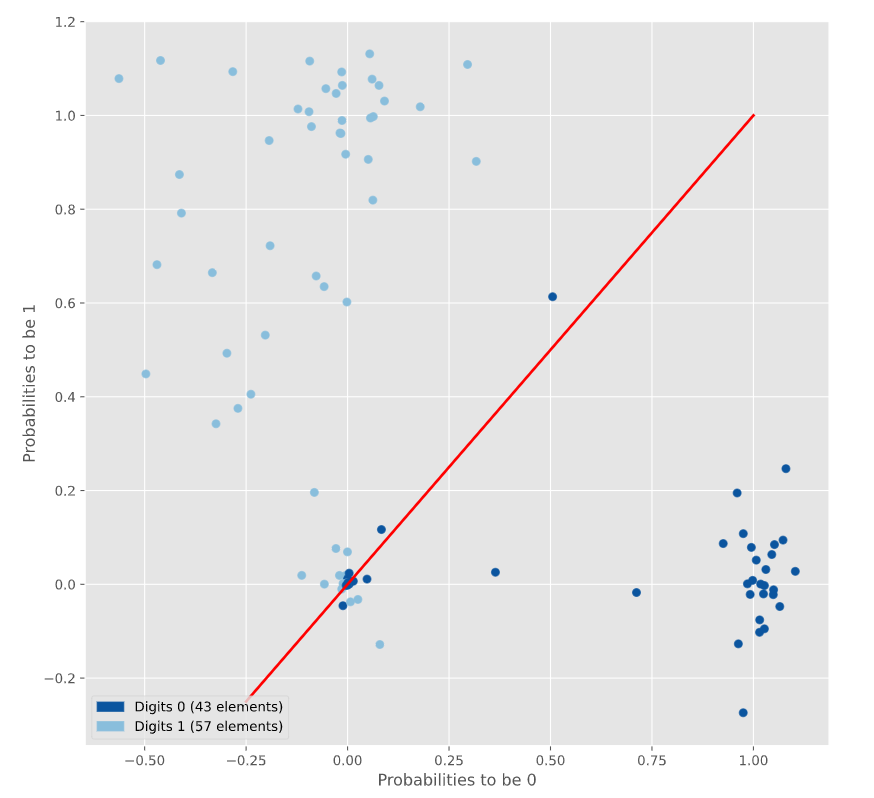 1.2
1.0
0.8
0.6
0.4
0.2
0.0
−0.2
Probabilities to be 1
Digits 0 (43 elements)
Digits 1 (57 elements)
−0.50 −0.25 0.00 0.25 0.50 0.75 1.00
Probabilities to be 0